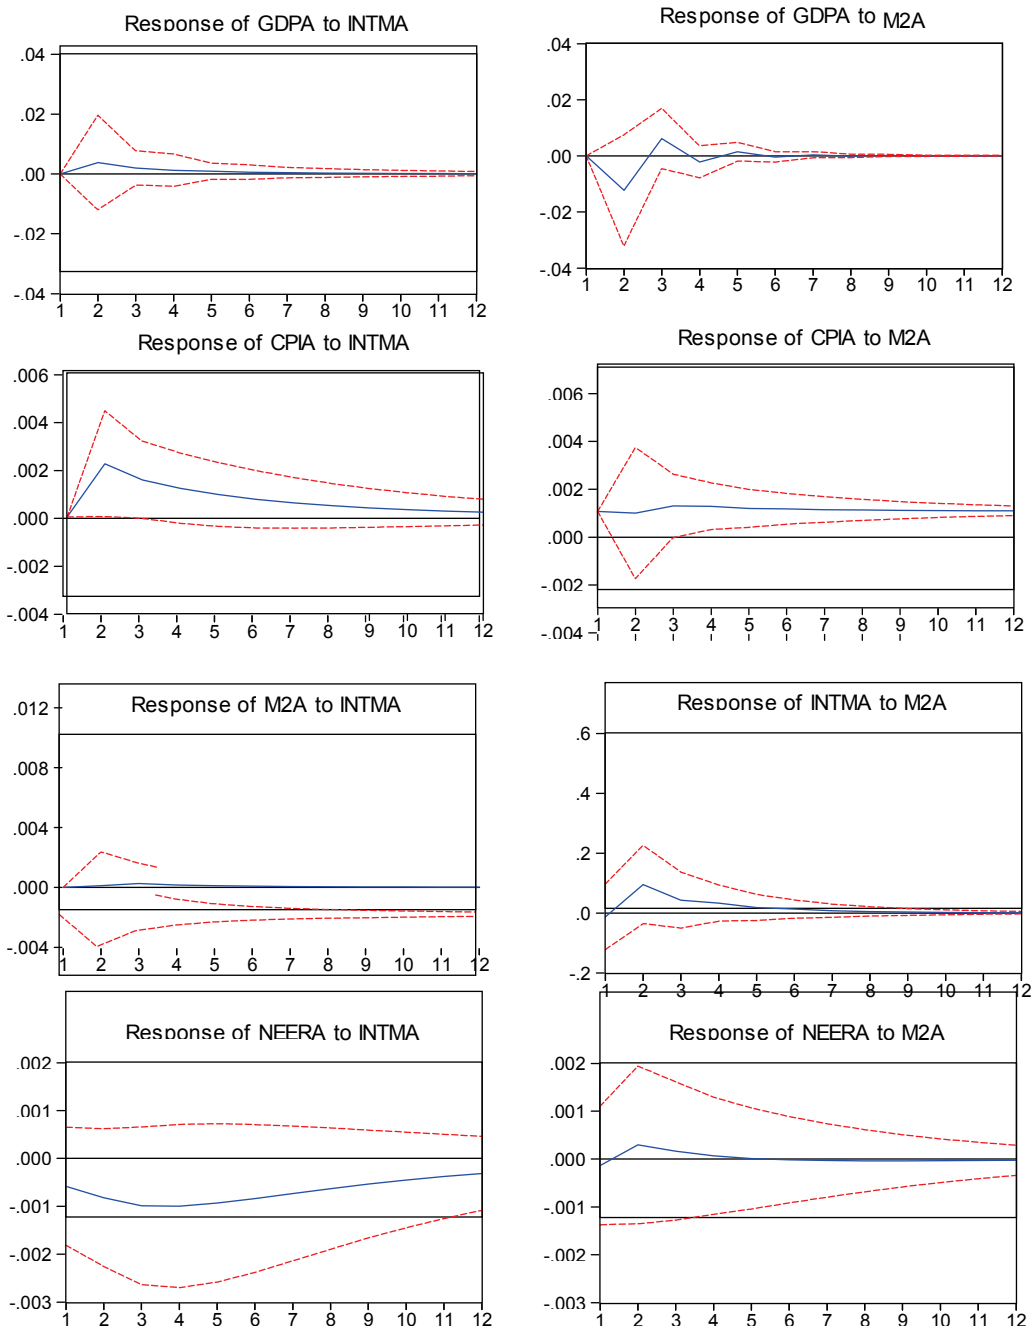 Response of GDPA to INTMA
.04
.02
.00
-.02
-.04
1 2 3 4 5 6 7 8 9 10 11 12
Response of GDPA to M2A
.04
.02
.00
-.02
-.04
1 2 3 4 5 6 7 8 9 10 11 12
Response of CPIA to INTMA
.006
.004
.002
.000
-.002
-.004
1 2 3 4 5 6 7 8 9 10 11 12
Response of CPIA to M2A
.006
.004
.002
.000
-.002
-.004
1 2 3 4 5 6 7 8 9 10 11 12
Response of M2A to INTMA
.012
.008
.004
.000
-.004
1 2 3 4 5 6 7 8 9 10 11 12
Response of INTMA to M2A
.6
.4
.2
.0
-.2
1 2 3 4 5 6 7 8 9 10 11 12
Response of NEERA to INTMA
.002
.001
.000
-.001
-.002
-.003
1 2 3 4 5 6 7 8 9 10 11 12
Response of NEERA to M2A
.002
.001
.000
-.001
-.002
-.003
1 2 3 4 5 6 7 8 9 10 11 12